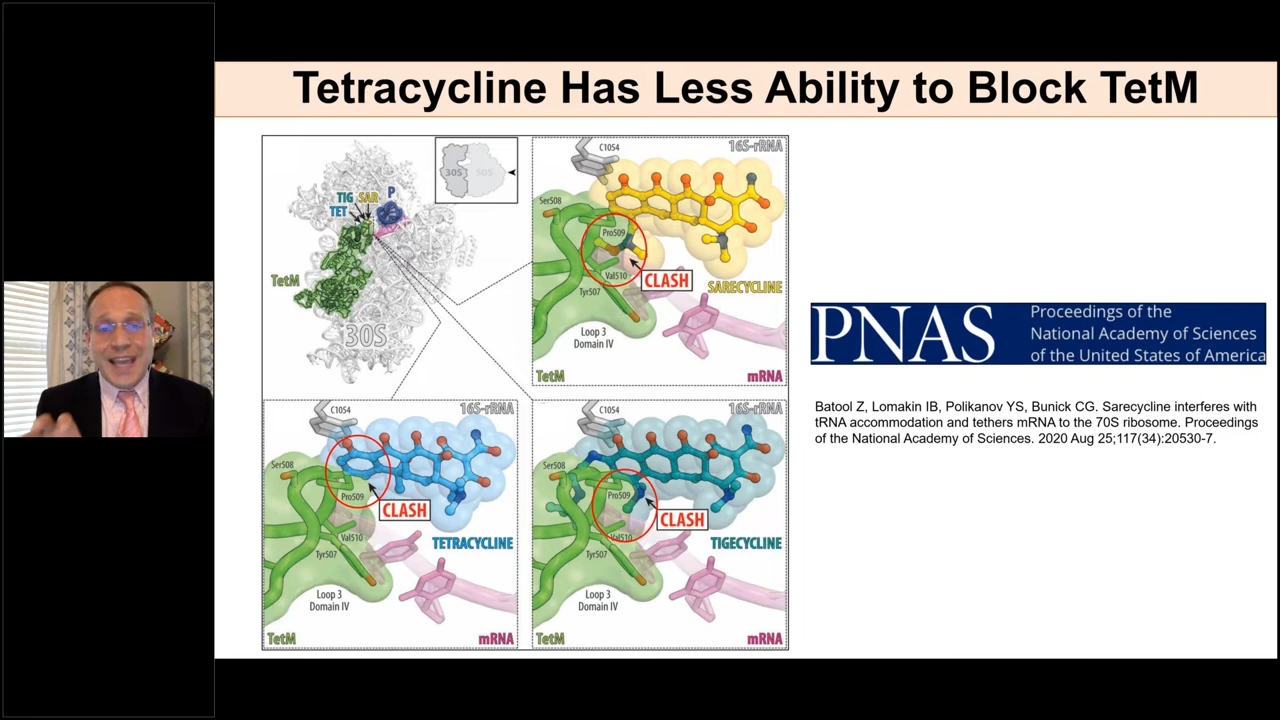 Tetracycline Has Less Ability to Block TetM
30S
50S
TIG SAR P
TET
TetM
30S
C1054
16S-rRNA
Ser508
Pro509
Val510
CLASH
Tyr507
SARECYCLINE
Loop 3
Domain IV
TetM
mRNA
C1054
16S-rRNA
Ser508
Pro509
CLASH
Val510
TETRACYCLINE
Tyr507
Loop 3
Domain IV
TetM
mRNA
C1054
16S-rRNA
Ser508
Pro509
CLASH
Val510
TIGECYCLINE
Tyr507
Loop 3
Domain IV
TetM
mRNA
PNAS
Proceedings of the
National Academy of Sciences
of the United States of America
Batool Z, Lomakin IB, Polikanov YS, Bunick CG. Sarecycline interferes with
tRNA accommodation and tethers mRNA to the 70S ribosome. Proceedings
of the National Academy of Sciences. 2020 Aug 25;117(34):20530-7.